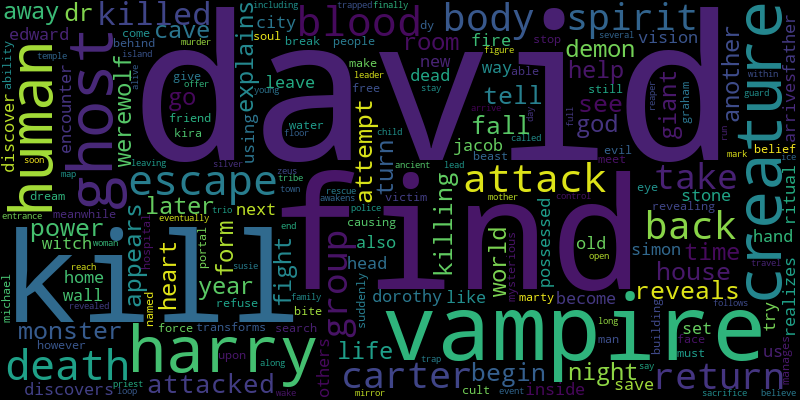 david
find
kill
vampire
harry
human
ghost
creature
blood
body
spirit
escape
attack
death
carter
group
back
take
return
night
life
later
power
monster
attacked
killed
away
dr
cave
room
demon
help
tell
see
fall
god
giant
another
house
time
reveals
begin
world
killing
fight
form
year
heart
appears
werewolf
attempt
turn
jacob
explains
using
city
edward
discover
encounter
witch
home
wall
discovers
next
go
leave
fire
dead
way
new
vision
arrives
father
belief
ritual
hand
stone
simon
old
possessed
also
head
dorothy
like
become
set
try
realizes
us
save
inside
others
cult
suddenly
causing
victim
kira
friend
meanwhile
entrance
soon
map
dream
ability
temple
island
behind
come
murder
alive
give
offer
soul
break
people
make
leader
free
young
stay
floor
water
child
dy
including
trapped
finally
figure
stop
several
able
still
evil
graham
meet
reaper
full
day
called
arrive
beast
tribe
leaving
silver
zeus
town
rescue
awakens
ancient
lead
mark
eye
run
guard
within
ice
revealing
mother
control
open
travel
mysterious
police
trio
eventually
portal
hospital
named
woman
reach
michael
revealed
however
force
transforms
search
refuse
susie
end
family
bite
upon
along
priest
loop
mirror
trap
wake
event
say
marty
long
man
building
face
must
follows
manages
sacrifice
believe